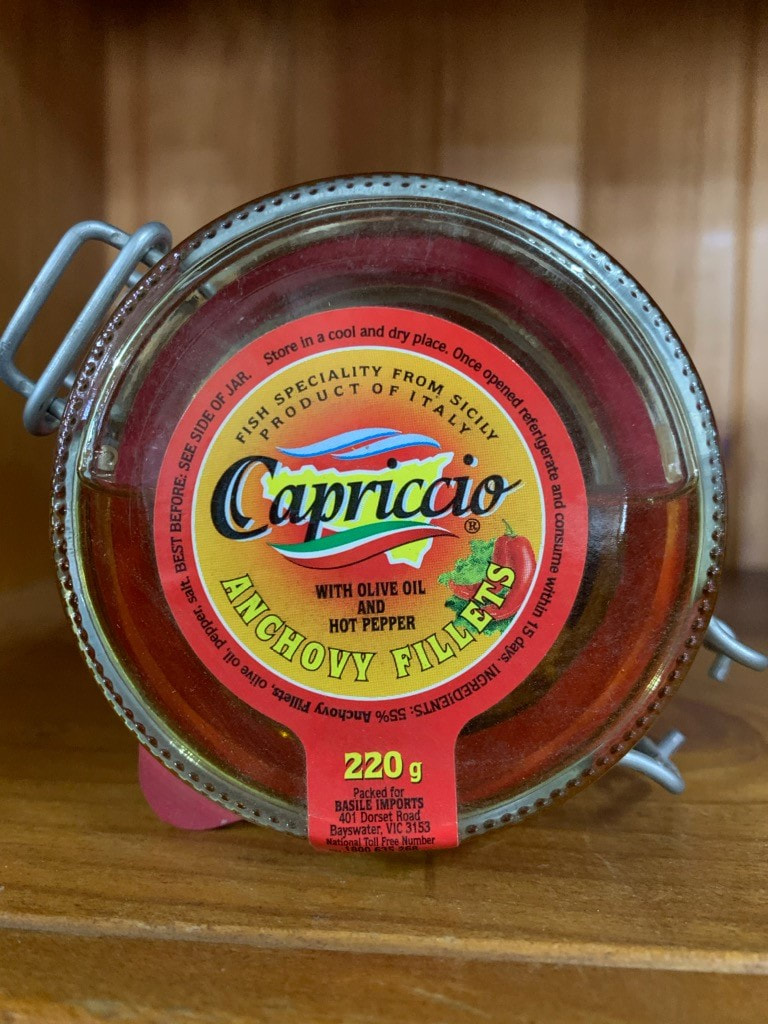 Store in a cool and dry place. Once opened referigerate and consume within 15 days. INGREDIENTS: 55% Anchovy Fillets, olive oil, pepper, salt. BEST BEFORE: SEE SIDE OF JAR.
FISH SPECIALITY FROM SICILY
PRODUCT OF ITALY
Capriccio
®
WITH OLIVE OIL
AND
HOT PEPPER
ANCHOVY FILLETS
220 g
Packed for
BASILE IMPORTS
401 Dorset Road
Bayswater, VIC 3153
National Toll Free Number
1800